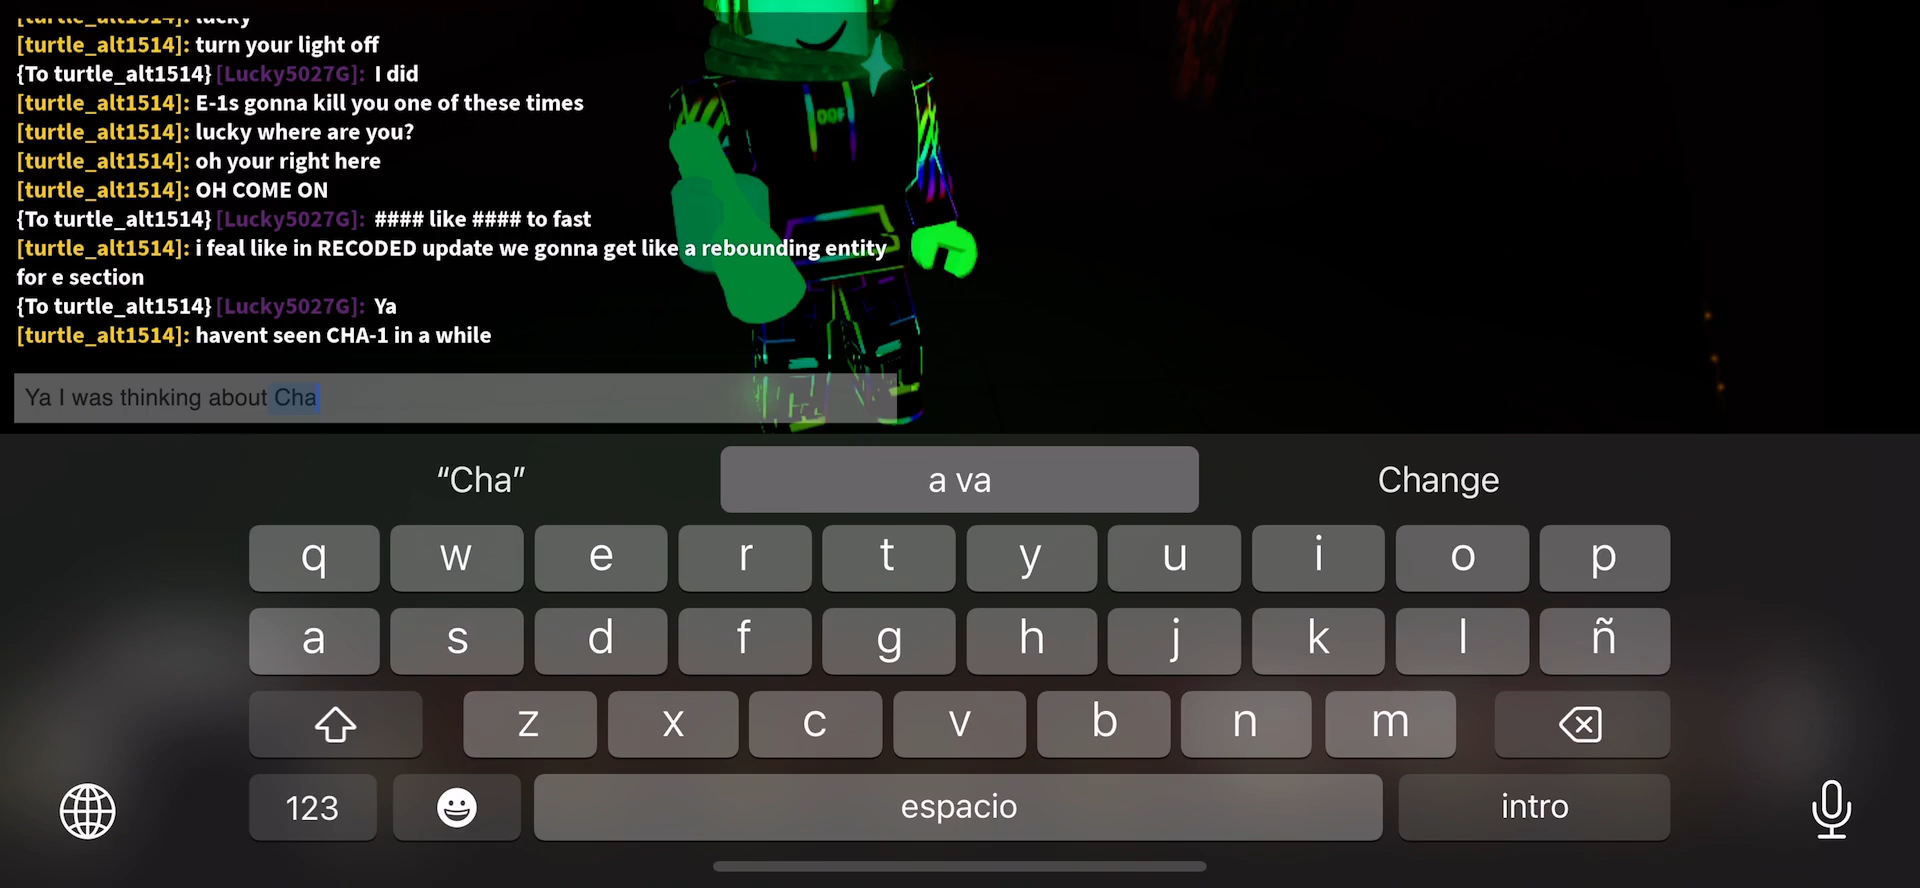 [turtle_alt1514]: lucky
[turtle_alt1514]: turn your light off
{To turtle_alt1514} [Lucky5027G]: I did
[turtle_alt1514]: E-1s gonna kill you one of these times
[turtle_alt1514]: lucky where are you?
[turtle_alt1514]: oh your right here
[turtle_alt1514]: OH COME ON
{To turtle_alt1514} [Lucky5027G]: #### like #### to fast
[turtle_alt1514]: i feal like in RECODED update we gonna get like a rebounding entity
for e section
{To turtle_alt1514} [Lucky5027G]: Ya
[turtle_alt1514]: havent seen CHA-1 in a while
OOF
Ya I was thinking about Cha
“Cha” a va Change
q w e r t y u i o p
a s d f g h j k l ñ
z x c v b n m
123 espacio intro